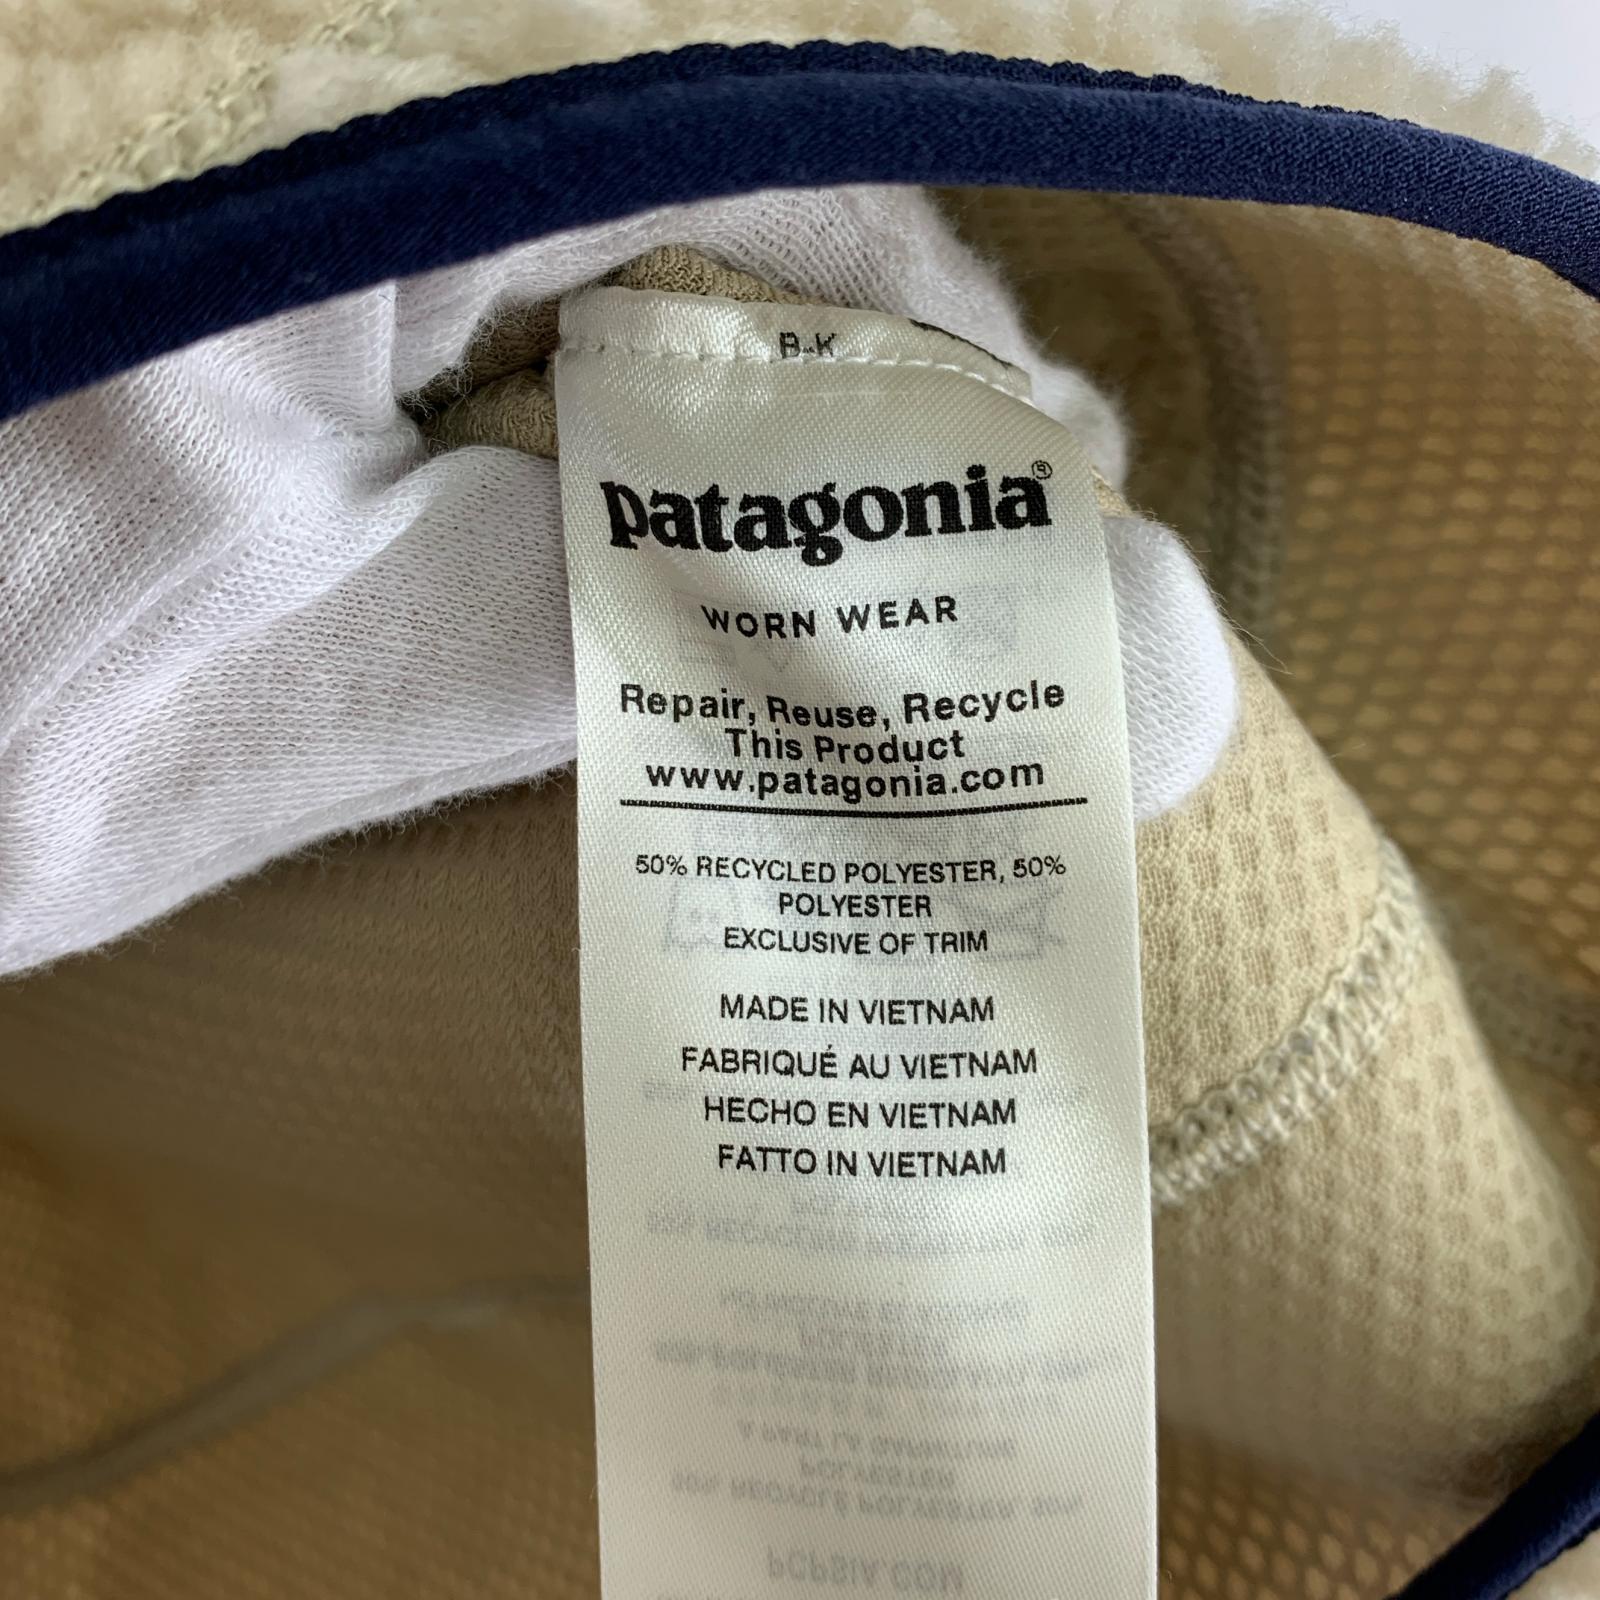 B-K
patagonia®
WORN WEAR
Repair, Reuse, Recycle
This Product
www.patagonia.com
50% RECYCLED POLYESTER, 50%
POLYESTER
EXCLUSIVE OF TRIM
MADE IN VIETNAM
FABRIQUÉ AU VIETNAM
HECHO EN VIETNAM
FATTO IN VIETNAM